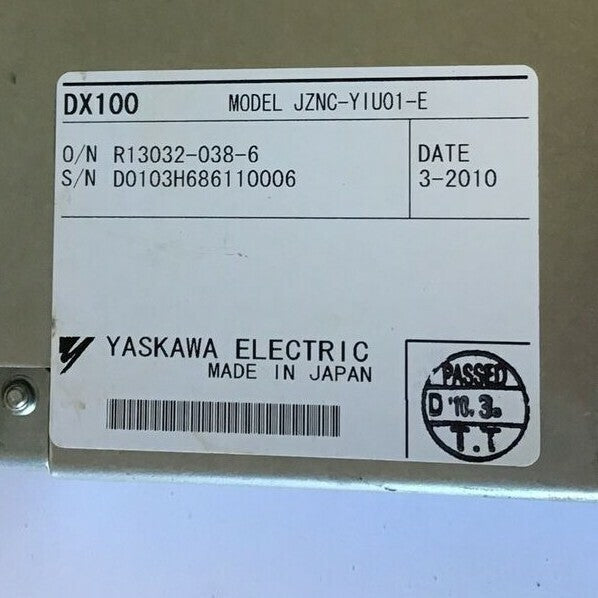 DX100 MODEL JZNC-YIU01-E
O/N R13032-038-6
S/N D0103H686110006
DATE
3-2010
YASKAWA ELECTRIC
MADE IN JAPAN
PASSED
D '10.3.
T.T